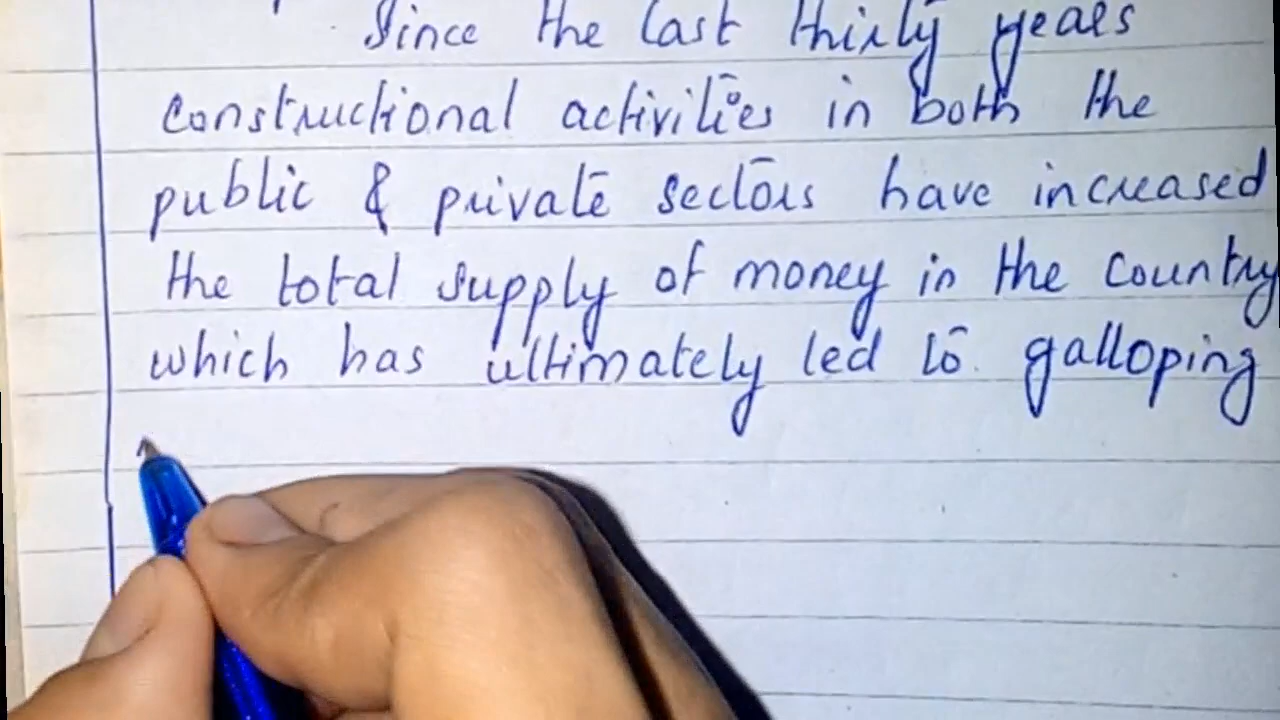 Since the last thirty years
constructional activities in both the
public & private sectors have increased
the total supply of money in the country
which has ultimately led to galloping